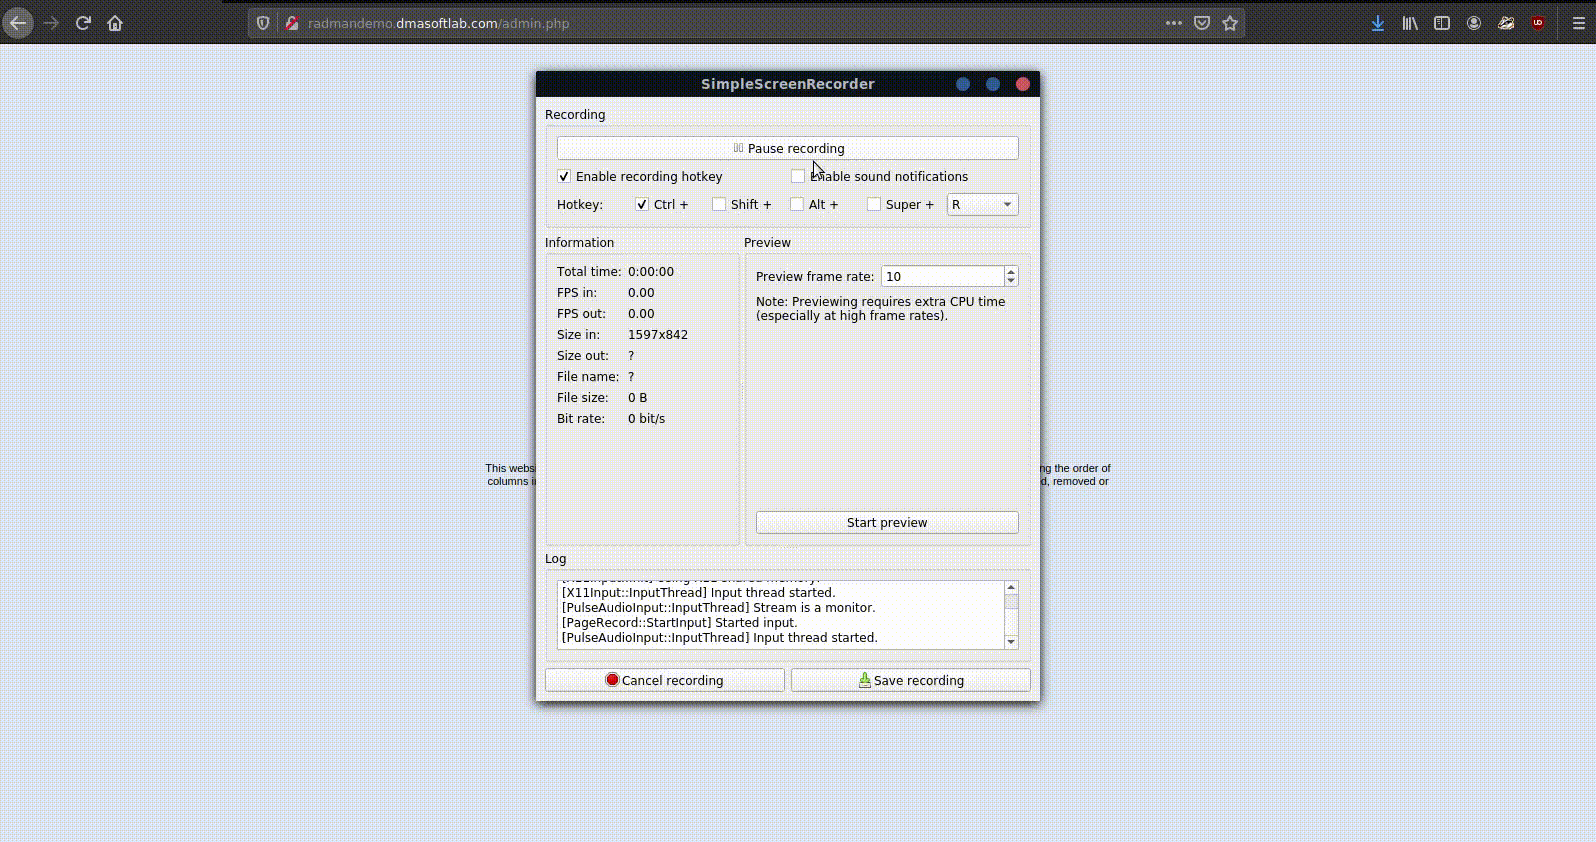 radmandemo.dmasoftlab.com/admin.php
SimpleScreenRecorder
Recording
Pause recording
Enable recording hotkey
Enable sound notifications
Hotkey: Ctrl + Shift + Alt + Super + R
Information
Total time: 0:00:00
FPS in: 0.00
FPS out: 0.00
Size in: 1597x842
Size out: ?
File name: ?
File size: 0 B
Bit rate: 0 bit/s
Preview
Preview frame rate: 10
Note: Previewing requires extra CPU time
(especially at high frame rates).
Start preview
This webs
ng the order of
columns i
d, removed or
Log
[X11Input::InputThread] Input thread started.
[PulseAudioInput::InputThread] Stream is a monitor.
[PageRecord::StartInput] Started input.
[PulseAudioInput::InputThread] Input thread started.
Cancel recording
Save recording